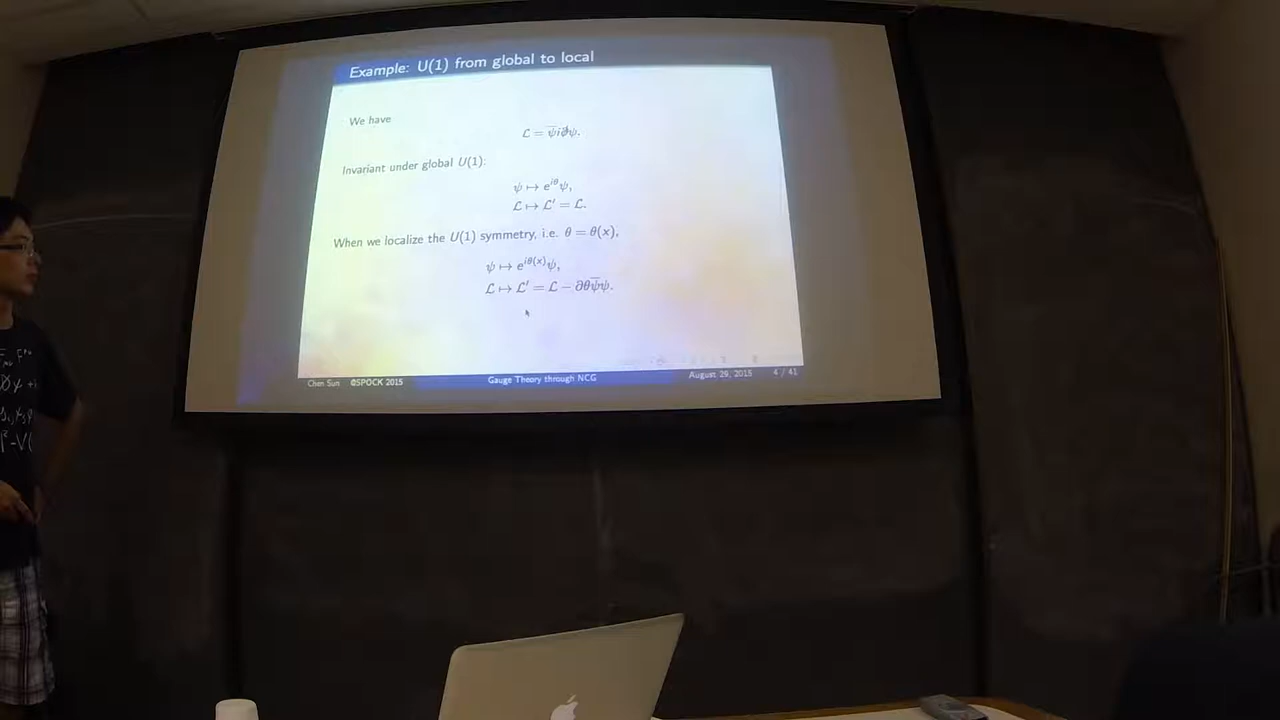 Example: U(1) from global to local
We have
ℒ = ψ̄i∂̸ψ.
Invariant under global U(1):
ψ ↦ e^{iθ}ψ,
ℒ ↦ ℒ' = ℒ.
When we localize the U(1) symmetry, i.e. θ = θ(x),
ψ ↦ e^{iθ(x)}ψ,
ℒ ↦ ℒ' = ℒ − ∂θψ̄ψ.
Chen Sun @SPOCK 2015 Gauge Theory through NCG August 29, 2015 4 / 41